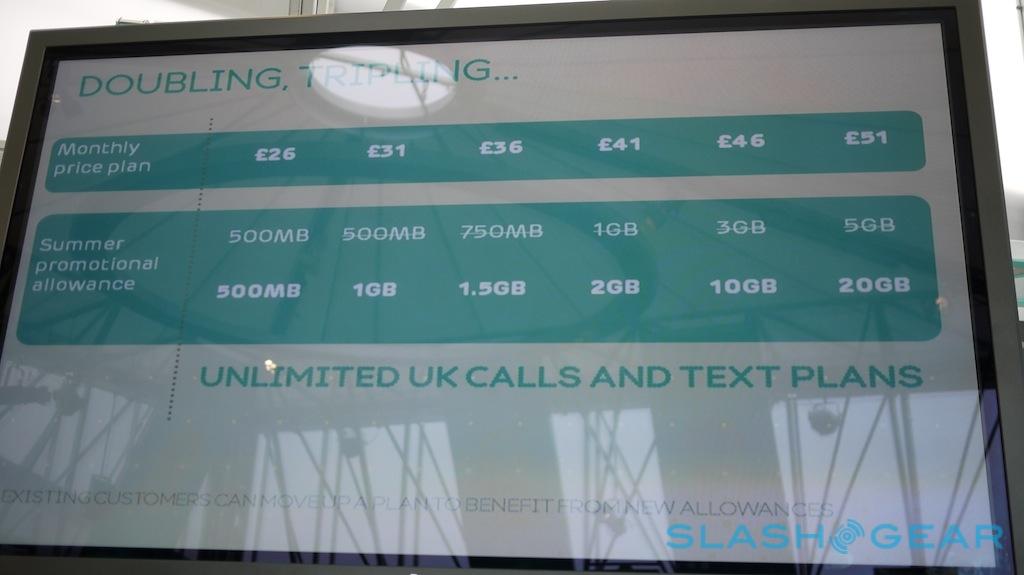 DOUBLING, TRIPLING...
Monthly
price plan
£26 £31 £36 £41 £46 £51
500MB 500MB 750MB 1GB 3GB 5GB
Summer
promotional
allowance
500MB 1GB 1.5GB 2GB 10GB 20GB
UNLIMITED UK CALLS AND TEXT PLANS
EXISTING CUSTOMERS CAN MOVE UP A PLAN TO BENEFIT FROM NEW ALLOWANCES
SLASH GEAR